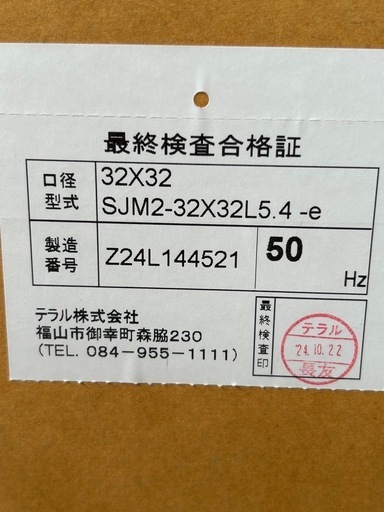 最終検査合格証
口径 32X32
型式 SJM2-32X32L5.4 -e
製造番号 Z24L144521 50 Hz
テラル株式会社
福山市御幸町森脇230
(TEL. 084-955-1111)
最終検査印
テラル
'24.10.22
長友